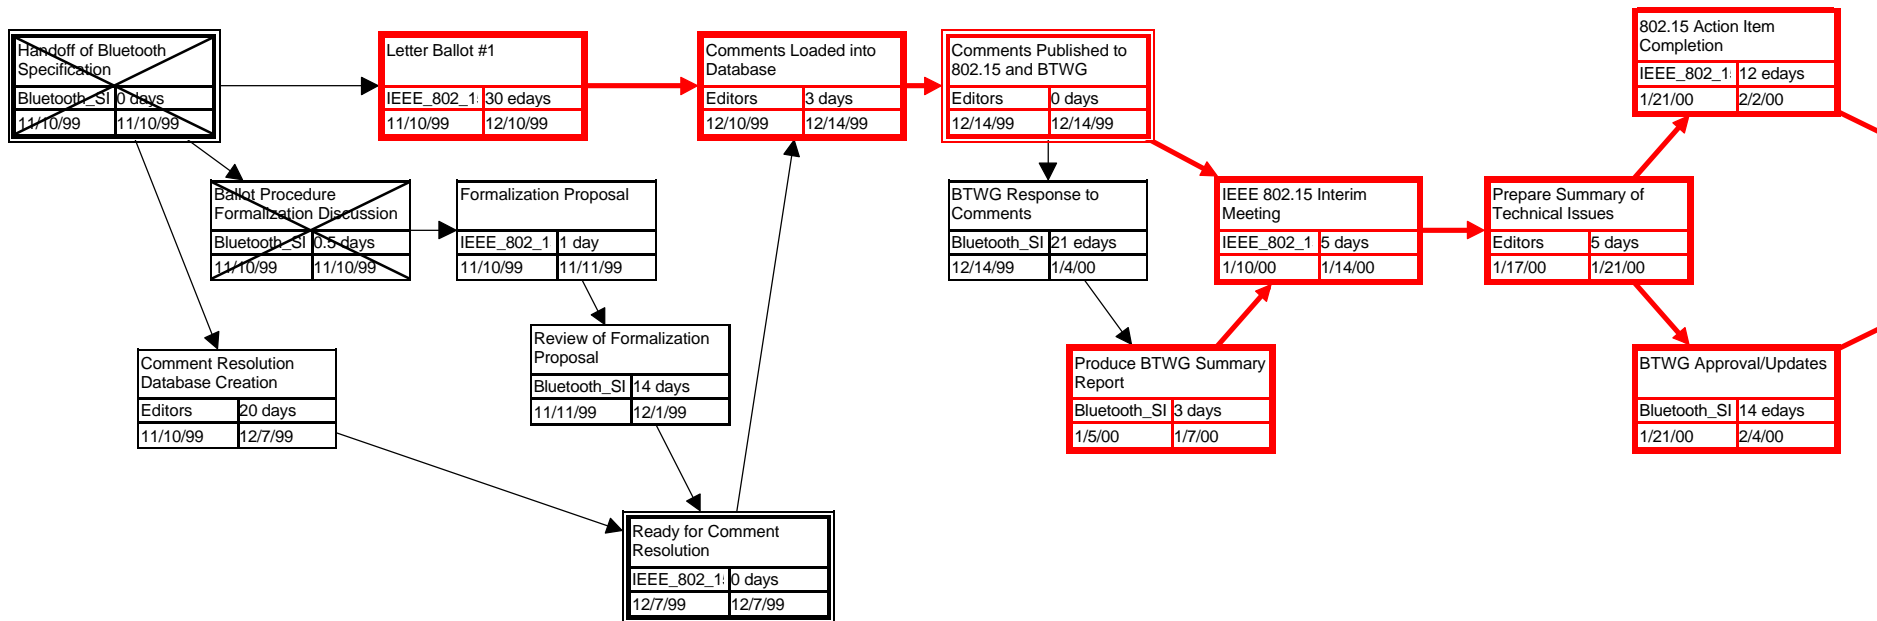 Handoff of Bluetooth
Specification
Bluetooth_SI 0 days
11/10/99 11/10/99
Letter Ballot #1
IEEE_802_15 30 edays
11/10/99 12/10/99
Comments Loaded into
Database
Editors 3 days
12/10/99 12/14/99
Comments Published to
802.15 and BTWG
Editors 0 days
12/14/99 12/14/99
802.15 Action Item
Completion
IEEE_802_1 12 edays
1/21/00 2/2/00
Ballot Procedure
Formalization Discussion
Bluetooth_SI 0.5 days
11/10/99 11/10/99
Formalization Proposal
IEEE_802_1 1 day
11/10/99 11/11/99
BTWG Response to
Comments
Bluetooth_SI 21 edays
12/14/99 1/4/00
IEEE 802.15 Interim
Meeting
IEEE_802_1 5 days
1/10/00 1/14/00
Prepare Summary of
Technical Issues
Editors 5 days
1/17/00 1/21/00
Comment Resolution
Database Creation
Editors 20 days
11/10/99 12/7/99
Review of Formalization
Proposal
Bluetooth_SI 14 days
11/11/99 12/1/99
Produce BTWG Summary
Report
Bluetooth_SI 3 days
1/5/00 1/7/00
BTWG Approval/Updates
Bluetooth_SI 14 edays
1/21/00 2/4/00
Ready for Comment
Resolution
IEEE_802_15 0 days
12/7/99 12/7/99